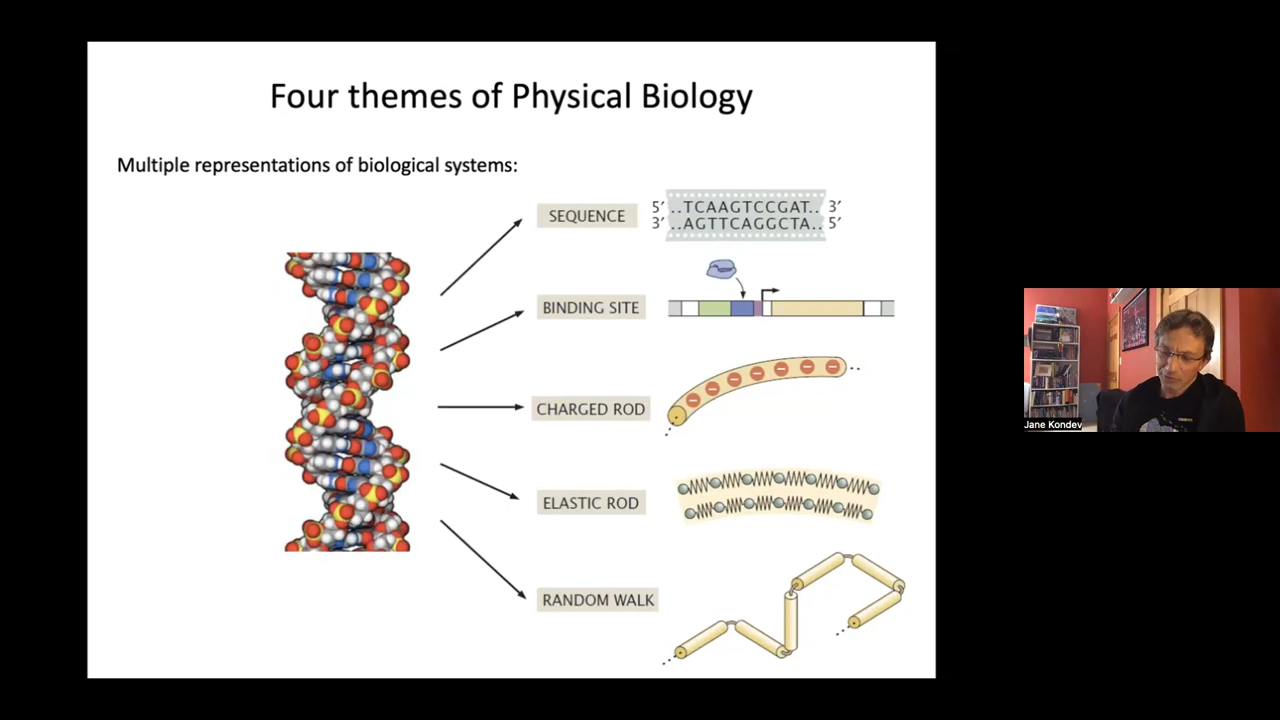 Four themes of Physical Biology
Multiple representations of biological systems:
SEQUENCE
5′ ..TCAAGTCCGAT.. 3′
3′ ..AGTTCAGGCTA.. 5′
BINDING SITE
CHARGED ROD
ELASTIC ROD
RANDOM WALK
Jane Kondev